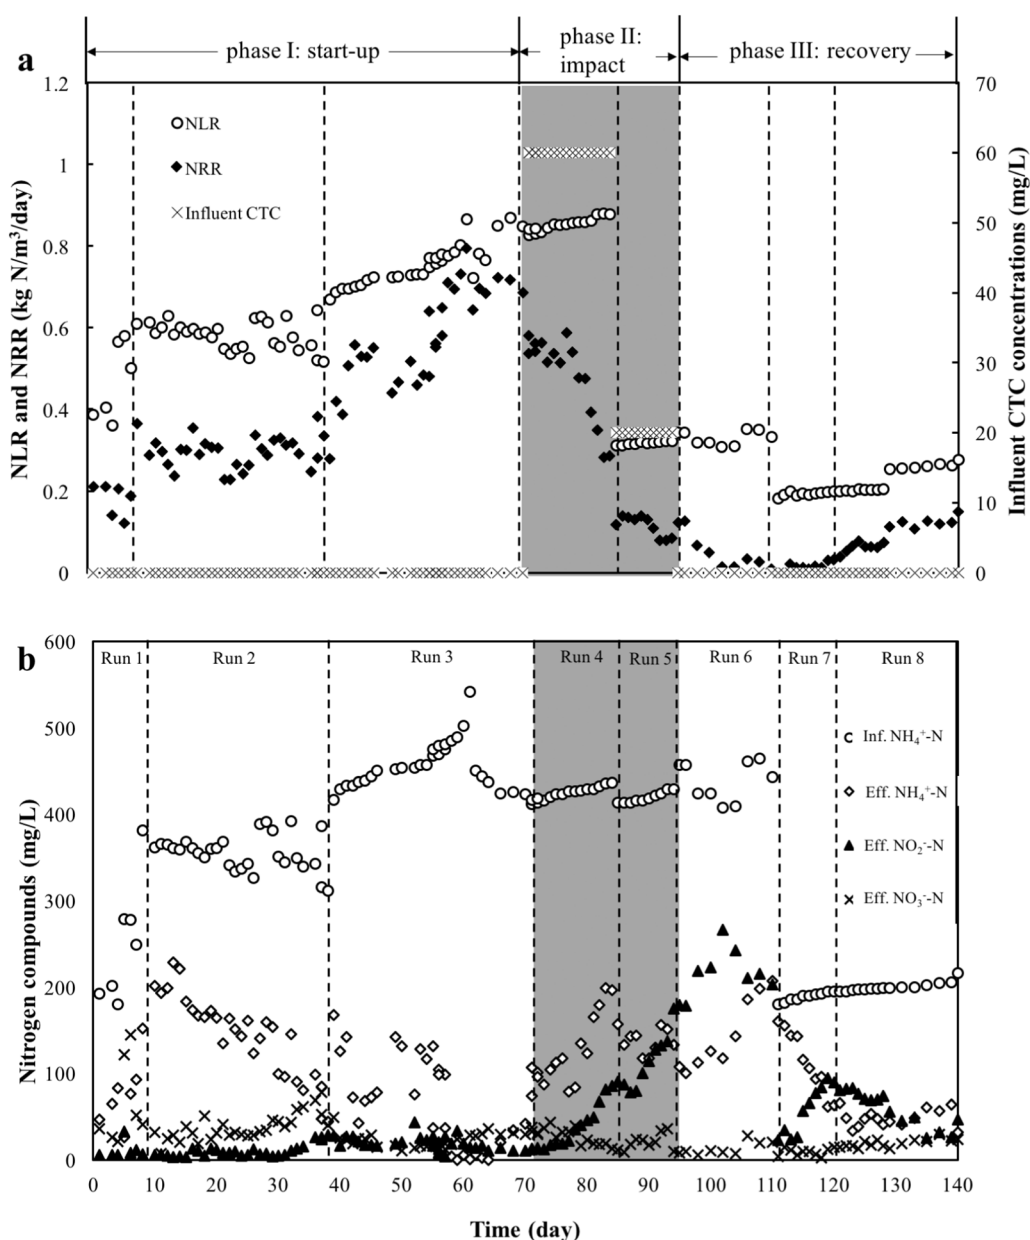 phase I: start-up
phase II:
impact
phase III: recovery
a
NLR and NRR (kg N/m³/day)
1.2
1
0.8
0.6
0.4
0.2
0
NLR
NRR
Influent CTC
70
60
50
40
30
20
10
0
Influent CTC concentrations (mg/L)
b
Nitrogen compounds (mg/L)
600
500
400
300
200
100
0
Run 1
Run 2
Run 3
Run 4
Run 5
Run 6
Run 7
Run 8
Inf. NH₄⁺-N
Eff. NH₄⁺-N
Eff. NO₂⁻-N
Eff. NO₃⁻-N
0 10 20 30 40 50 60 70 80 90 100 110 120 130 140
Time (day)